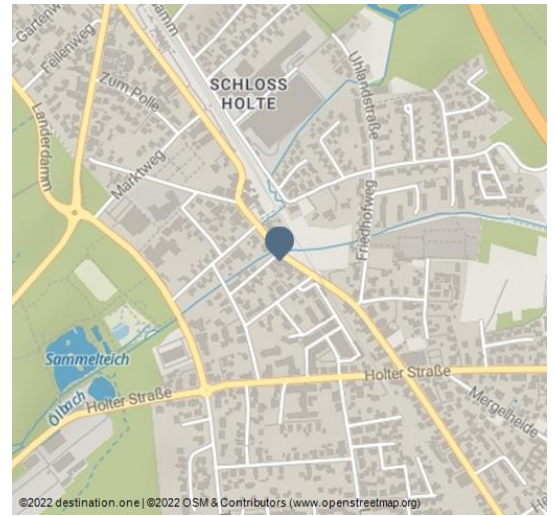 Gartenweg
Fellenweg
Zum Polle
Landerdamm
Marktweg
SCHLOSS
HOLTE
Uhlandstraße
Friedhofweg
Sammelteich
Ölbach
Holter Straße
Holter Straße
Mergelheide
©2022 destination.one | ©2022 OSM & Contributors (www.openstreetmap.org)